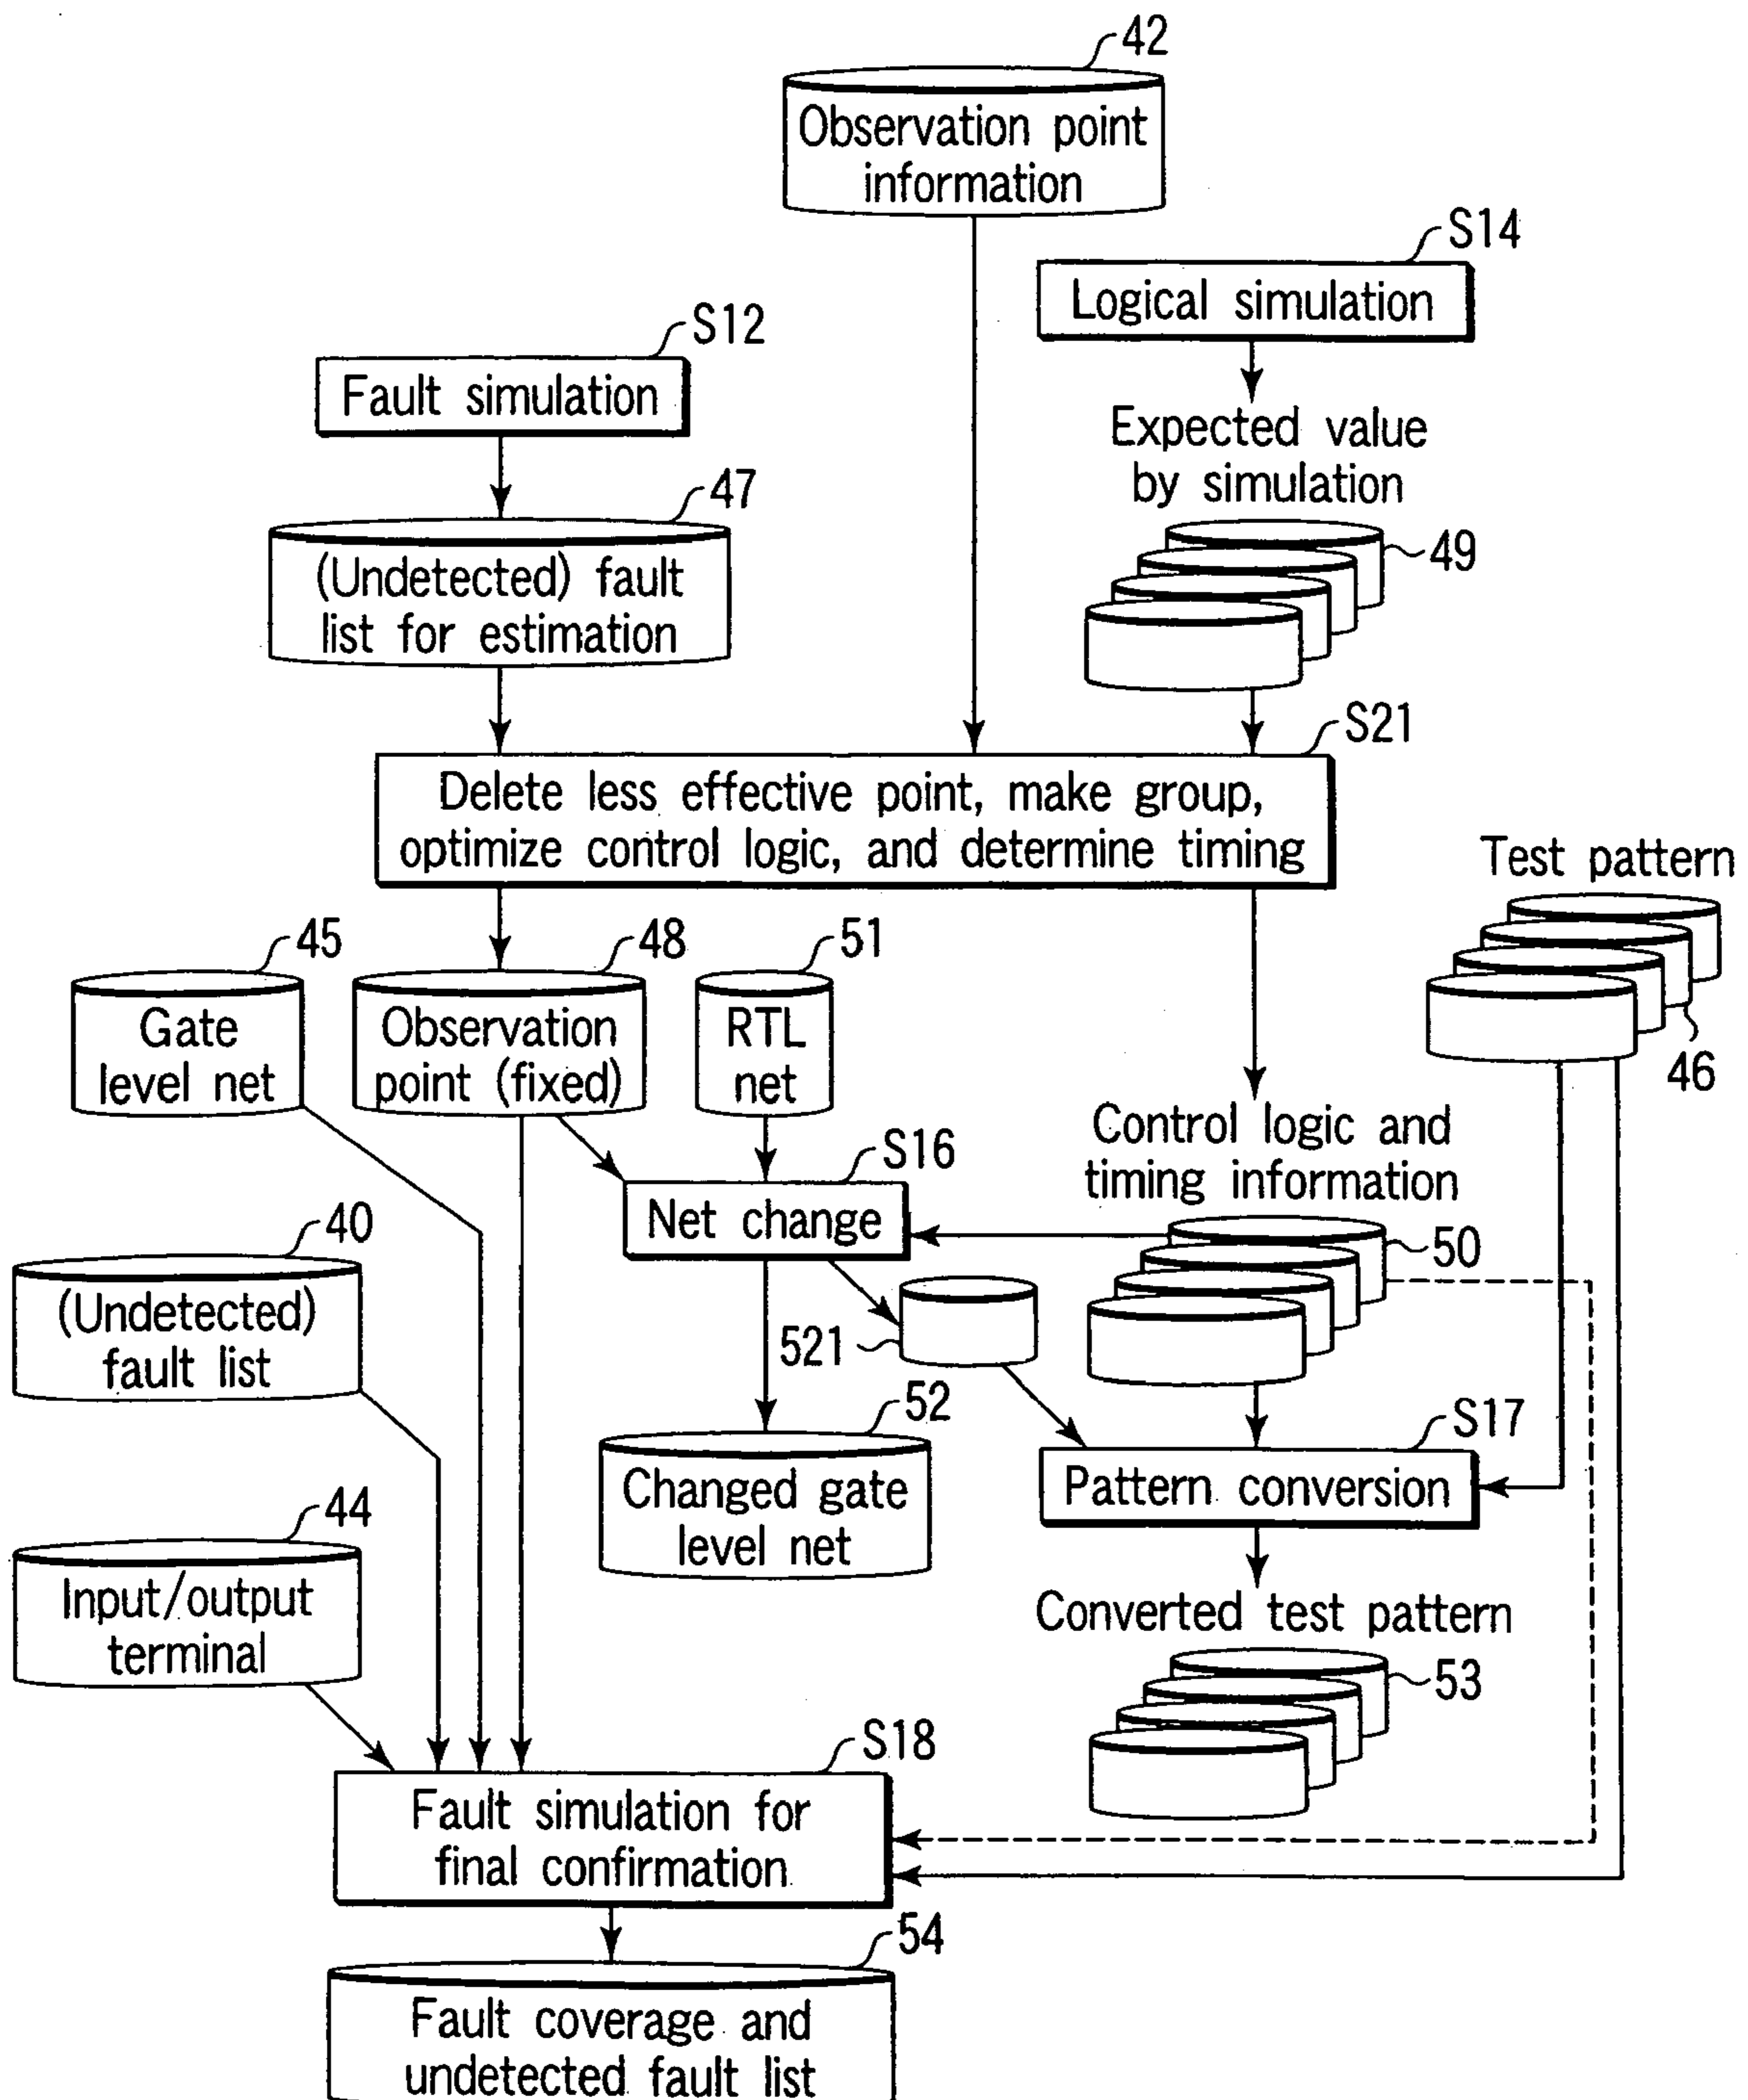 42
Observation point
information
S14
Logical simulation
S12
Fault simulation
Expected value
by simulation
49
47
(Undetected) fault
list for estimation
S21
Delete less effective point, make group,
optimize control logic, and determine timing
Test pattern
46
45
Gate
level net
48
Observation
point (fixed)
51
RTL
net
Control logic and
timing information
50
S16
Net change
40
(Undetected)
fault list
521
52
Changed gate
level net
S17
Pattern conversion
44
Input/output
terminal
Converted test pattern
53
S18
Fault simulation for
final confirmation
54
Fault coverage and
undetected fault list